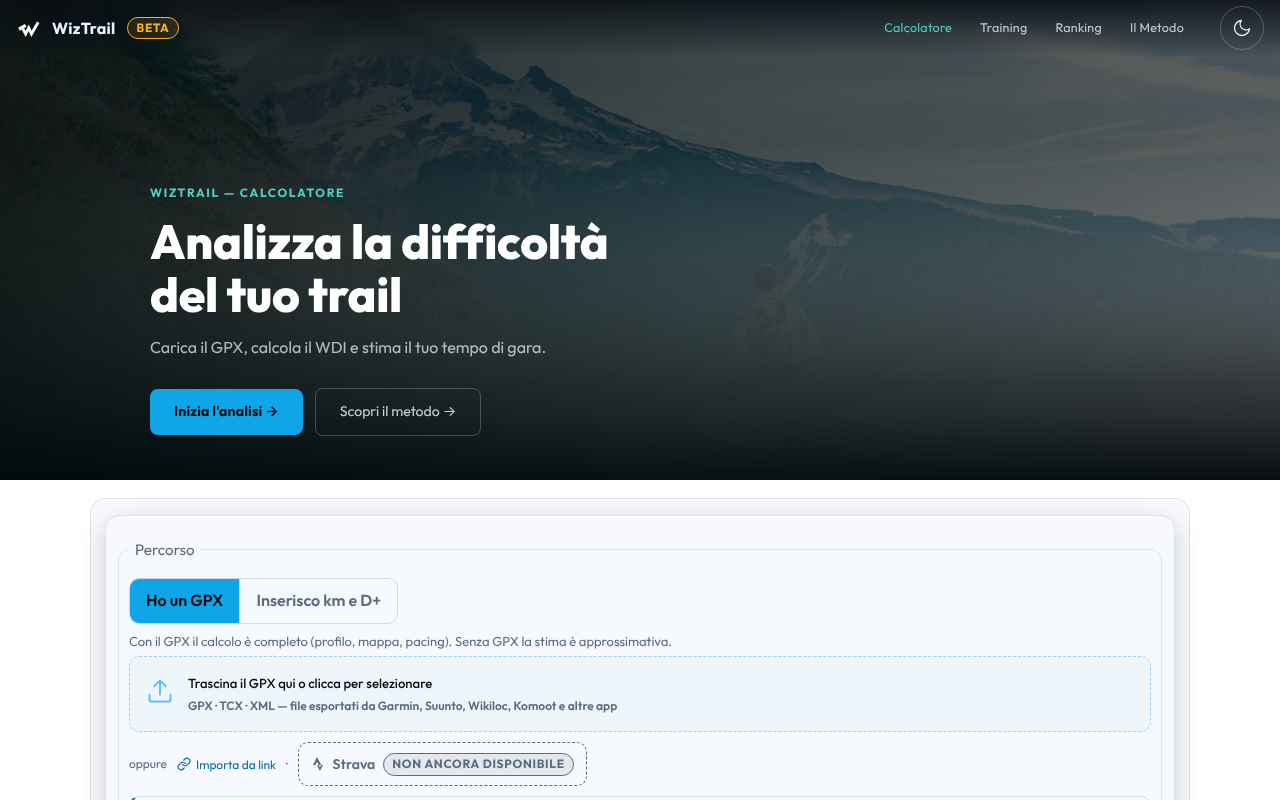 WizTrail BETA Calcolatore Training Ranking Il Metodo
WIZTRAIL — CALCOLATORE
Analizza la difficoltà
del tuo trail
Carica il GPX, calcola il WDI e stima il tuo tempo di gara.
Inizia l'analisi → Scopri il metodo →
Percorso
Ho un GPX Inserisco km e D+
Con il GPX il calcolo è completo (profilo, mappa, pacing). Senza GPX la stima è approssimativa.
Trascina il GPX qui o clicca per selezionare
GPX · TCX · XML — file esportati da Garmin, Suunto, Wikiloc, Komoot e altre app
oppure Importa da link · Strava NON ANCORA DISPONIBILE